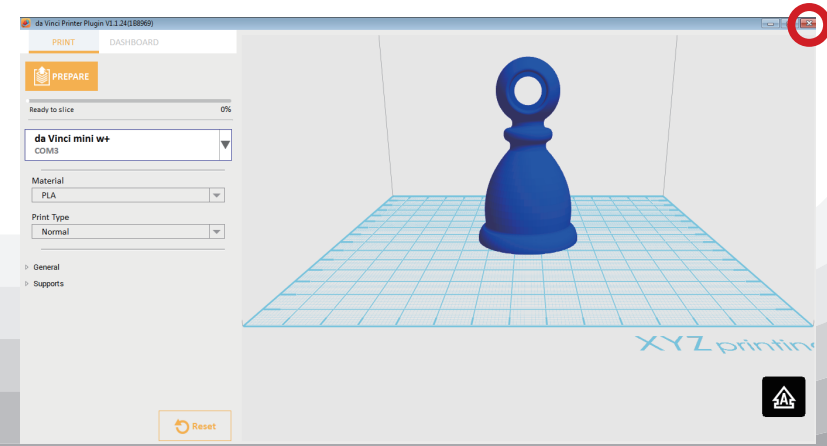 da Vinci Printer Plugin V1.1.24(188969)
PRINT DASHBOARD
PREPARE
Ready to slice 0%
da Vinci mini w+
COM3
Material
PLA
Print Type
Normal
General
Supports
XYZ printing
A
Reset